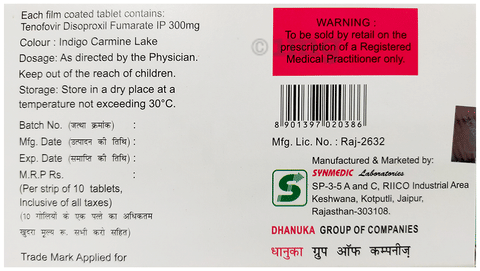 Each film coated tablet contains:
Tenofovir Disoproxil Fumarate IP 300mg
Colour : Indigo Carmine Lake
Dosage: As directed by the Physician.
Keep out of the reach of children.
Storage: Store in a dry place at a
temperature not exceeding 30°C.
Batch No. (जत्था क्रमांक) :
Mfg. Date (उत्पादन की तिथि) :
Exp. Date (समाप्ति की तिथि) :
M.R.P Rs. :
(Per strip of 10 tablets,
Inclusive of all taxes)
(10 गोलियों के एक पत्ते का अधिकतम
खुदरा मूल्य रू. सभी करों सहित)
Trade Mark Applied for
WARNING :
To be sold by retail on the
prescription of a Registered
Medical Practitioner only.
8901397020386
Mfg. Lic. No. : Raj-2632
Manufactured & Marketed by:
SYNMEDIC Laboratories
SP-3-5 A and C, RIICO Industrial Area
Keshwana, Kotputli, Jaipur,
Rajasthan-303108.
DHANUKA GROUP OF COMPANIES
धानुका ग्रुप ऑफ कम्पनीज़